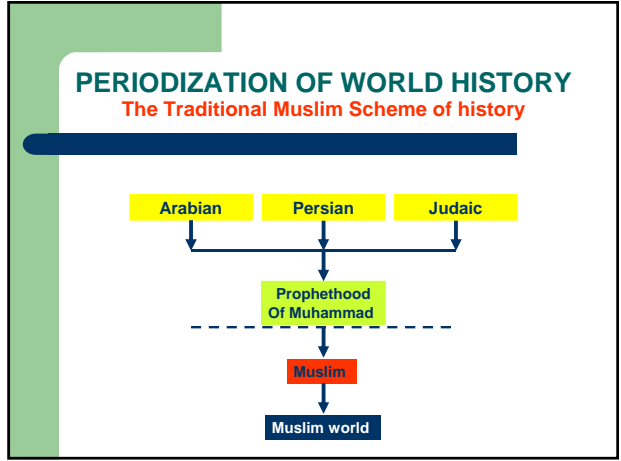 PERIODIZATION OF WORLD HISTORY
The Traditional Muslim Scheme of history
Arabian
Persian
Judaic
Prophethood
Of Muhammad
Muslim
Muslim world